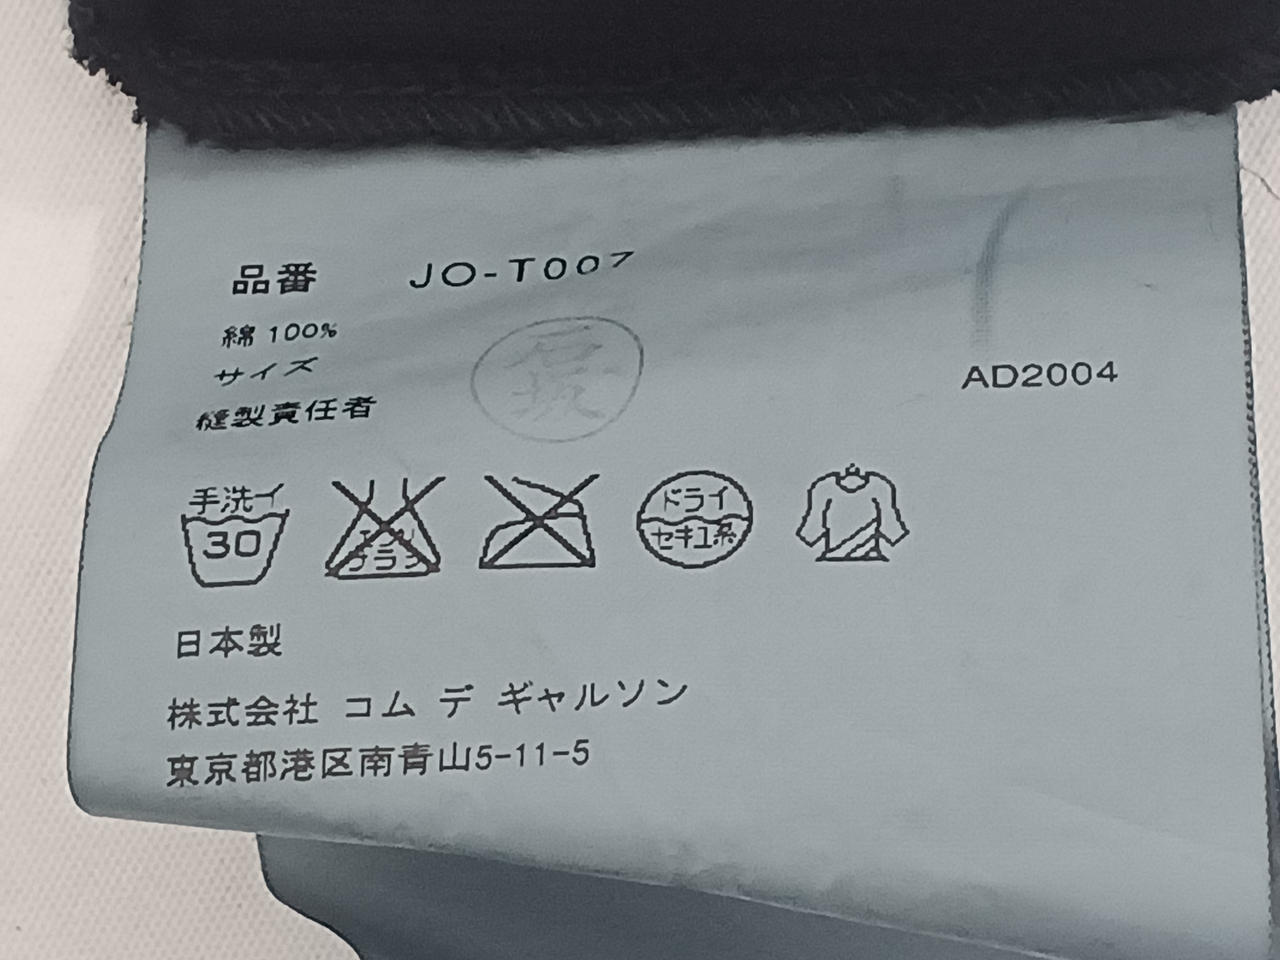 品番 JO-T007
綿 100%
サイズ
縫製責任者
AD2004
手洗イ
30
ドライ
セキユ系
日本製
株式会社 コム デ ギャルソン
東京都港区南青山5-11-5